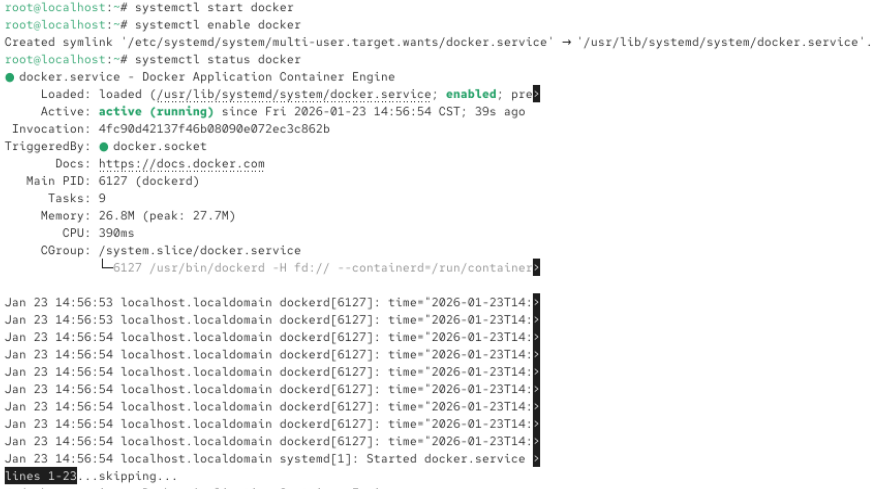 root@localhost:~# systemctl start docker
root@localhost:~# systemctl enable docker
Created symlink '/etc/systemd/system/multi-user.target.wants/docker.service' → '/usr/lib/systemd/system/docker.service'.
root@localhost:~# systemctl status docker
● docker.service - Docker Application Container Engine
     Loaded: loaded (/usr/lib/systemd/system/docker.service; enabled; pre>
     Active: active (running) since Fri 2026-01-23 14:56:54 CST; 39s ago
 Invocation: 4fc90d42137f46b08090e072ec3c862b
TriggeredBy: ● docker.socket
       Docs: https://docs.docker.com
   Main PID: 6127 (dockerd)
      Tasks: 9
     Memory: 26.8M (peak: 27.7M)
        CPU: 390ms
     CGroup: /system.slice/docker.service
             └─6127 /usr/bin/dockerd -H fd:// --containerd=/run/container>
Jan 23 14:56:53 localhost.localdomain dockerd[6127]: time="2026-01-23T14:>
Jan 23 14:56:53 localhost.localdomain dockerd[6127]: time="2026-01-23T14:>
Jan 23 14:56:54 localhost.localdomain dockerd[6127]: time="2026-01-23T14:>
Jan 23 14:56:54 localhost.localdomain dockerd[6127]: time="2026-01-23T14:>
Jan 23 14:56:54 localhost.localdomain dockerd[6127]: time="2026-01-23T14:>
Jan 23 14:56:54 localhost.localdomain dockerd[6127]: time="2026-01-23T14:>
Jan 23 14:56:54 localhost.localdomain dockerd[6127]: time="2026-01-23T14:>
Jan 23 14:56:54 localhost.localdomain dockerd[6127]: time="2026-01-23T14:>
Jan 23 14:56:54 localhost.localdomain dockerd[6127]: time="2026-01-23T14:>
Jan 23 14:56:54 localhost.localdomain systemd[1]: Started docker.service >
lines 1-23...skipping...